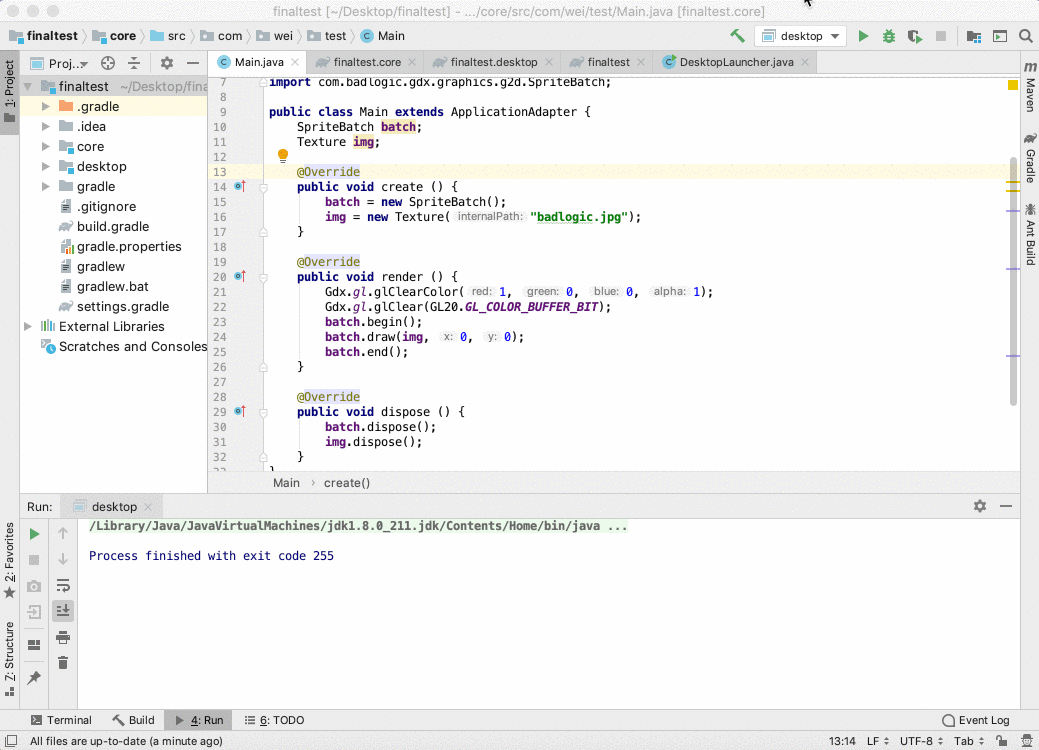 finaltest [~/Desktop/finaltest] - .../core/src/com/wei/test/Main.java [finaltest.core]
finaltest core src com wei test Main desktop
1: Project
Proj..
Main.java finaltest.core finaltest.desktop finaltest DesktopLauncher.java
finaltest ~/Desktop/fina
.gradle
.idea
core
desktop
gradle
.gitignore
build.gradle
gradle.properties
gradlew
gradlew.bat
settings.gradle
External Libraries
Scratches and Consoles
7 import com.badlogic.gdx.graphics.g2d.SpriteBatch;
8
9 public class Main extends ApplicationAdapter {
10 SpriteBatch batch;
11 Texture img;
12
13 @Override
14 public void create () {
15 batch = new SpriteBatch();
16 img = new Texture( internalPath: "badlogic.jpg");
17 }
18
19 @Override
20 public void render () {
21 Gdx.gl.glClearColor( red: 1, green: 0, blue: 0, alpha: 1);
22 Gdx.gl.glClear(GL20.GL_COLOR_BUFFER_BIT);
23 batch.begin();
24 batch.draw(img, x: 0, y: 0);
25 batch.end();
26 }
27
28 @Override
29 public void dispose () {
30 batch.dispose();
31 img.dispose();
32 }
33 }
Main › create()
Maven
Gradle
Ant Build
Run: desktop
/Library/Java/JavaVirtualMachines/jdk1.8.0_211.jdk/Contents/Home/bin/java ...
Process finished with exit code 255
2: Favorites
Z: Structure
Terminal Build 4: Run 6: TODO Event Log
All files are up-to-date (a minute ago) 13:14 LF UTF-8 Tab